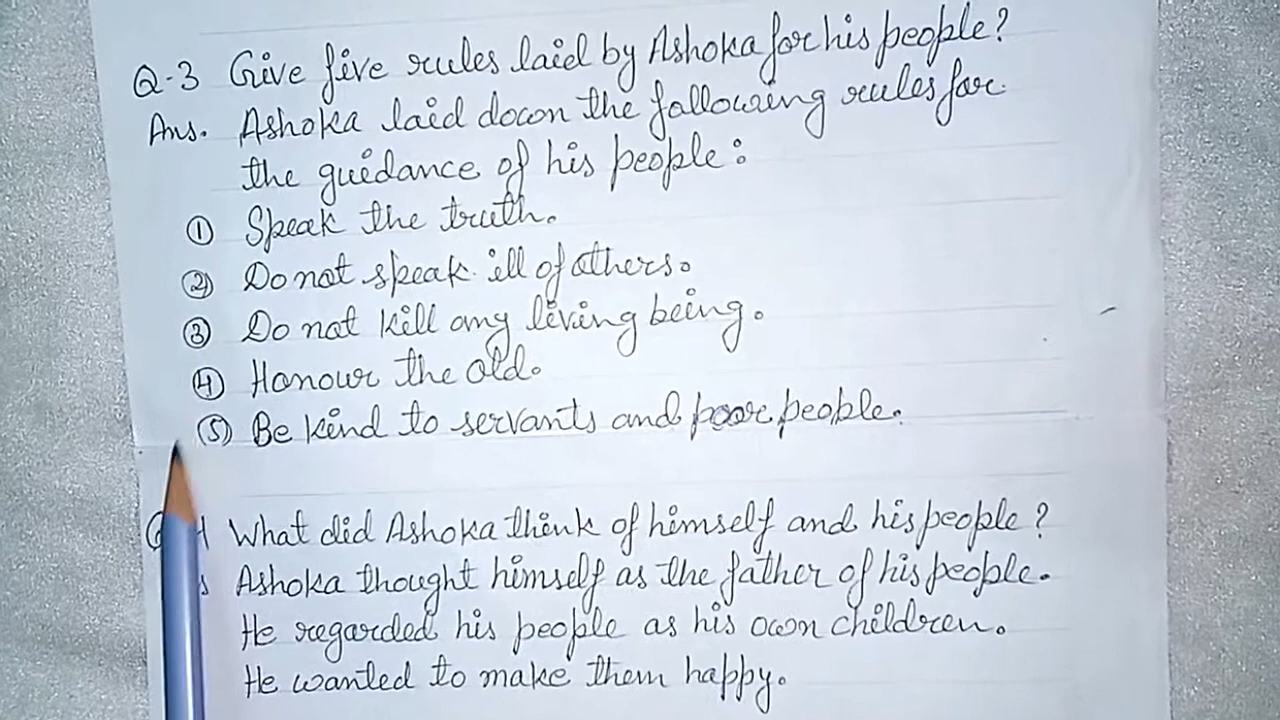 Q-3 Give five rules laid by Ashoka for his people?
Ans. Ashoka laid down the following rules for
the guidance of his people:
① Speak the truth.
② Do not speak ill of others.
③ Do not kill any living being.
④ Honour the old.
⑤ Be kind to servants and poor people.
What did Ashoka think of himself and his people?
Ashoka thought himself as the father of his people.
He regarded his people as his own children.
He wanted to make them happy.